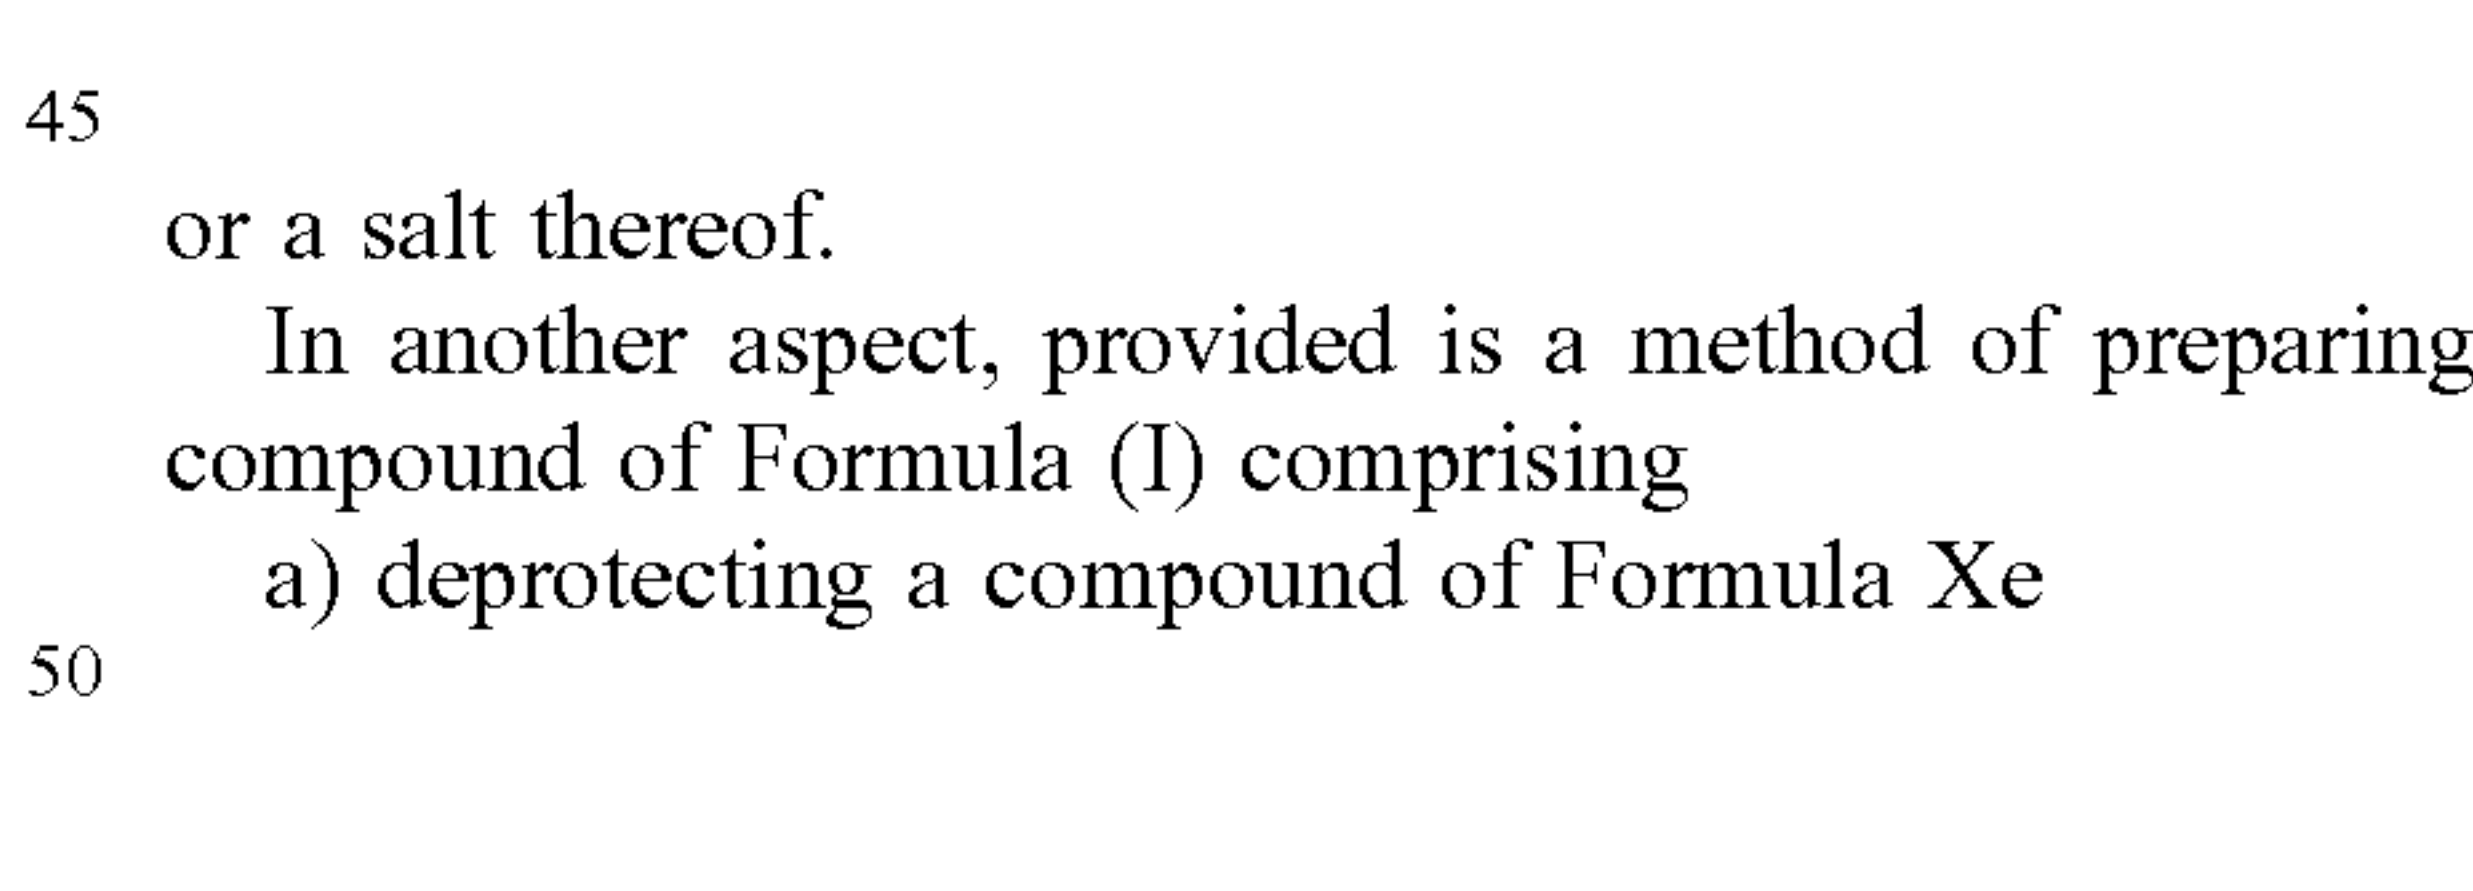 45
or a salt thereof.
In another aspect, provided is a method of preparing
compound of Formula (I) comprising
a) deprotecting a compound of Formula Xe
50